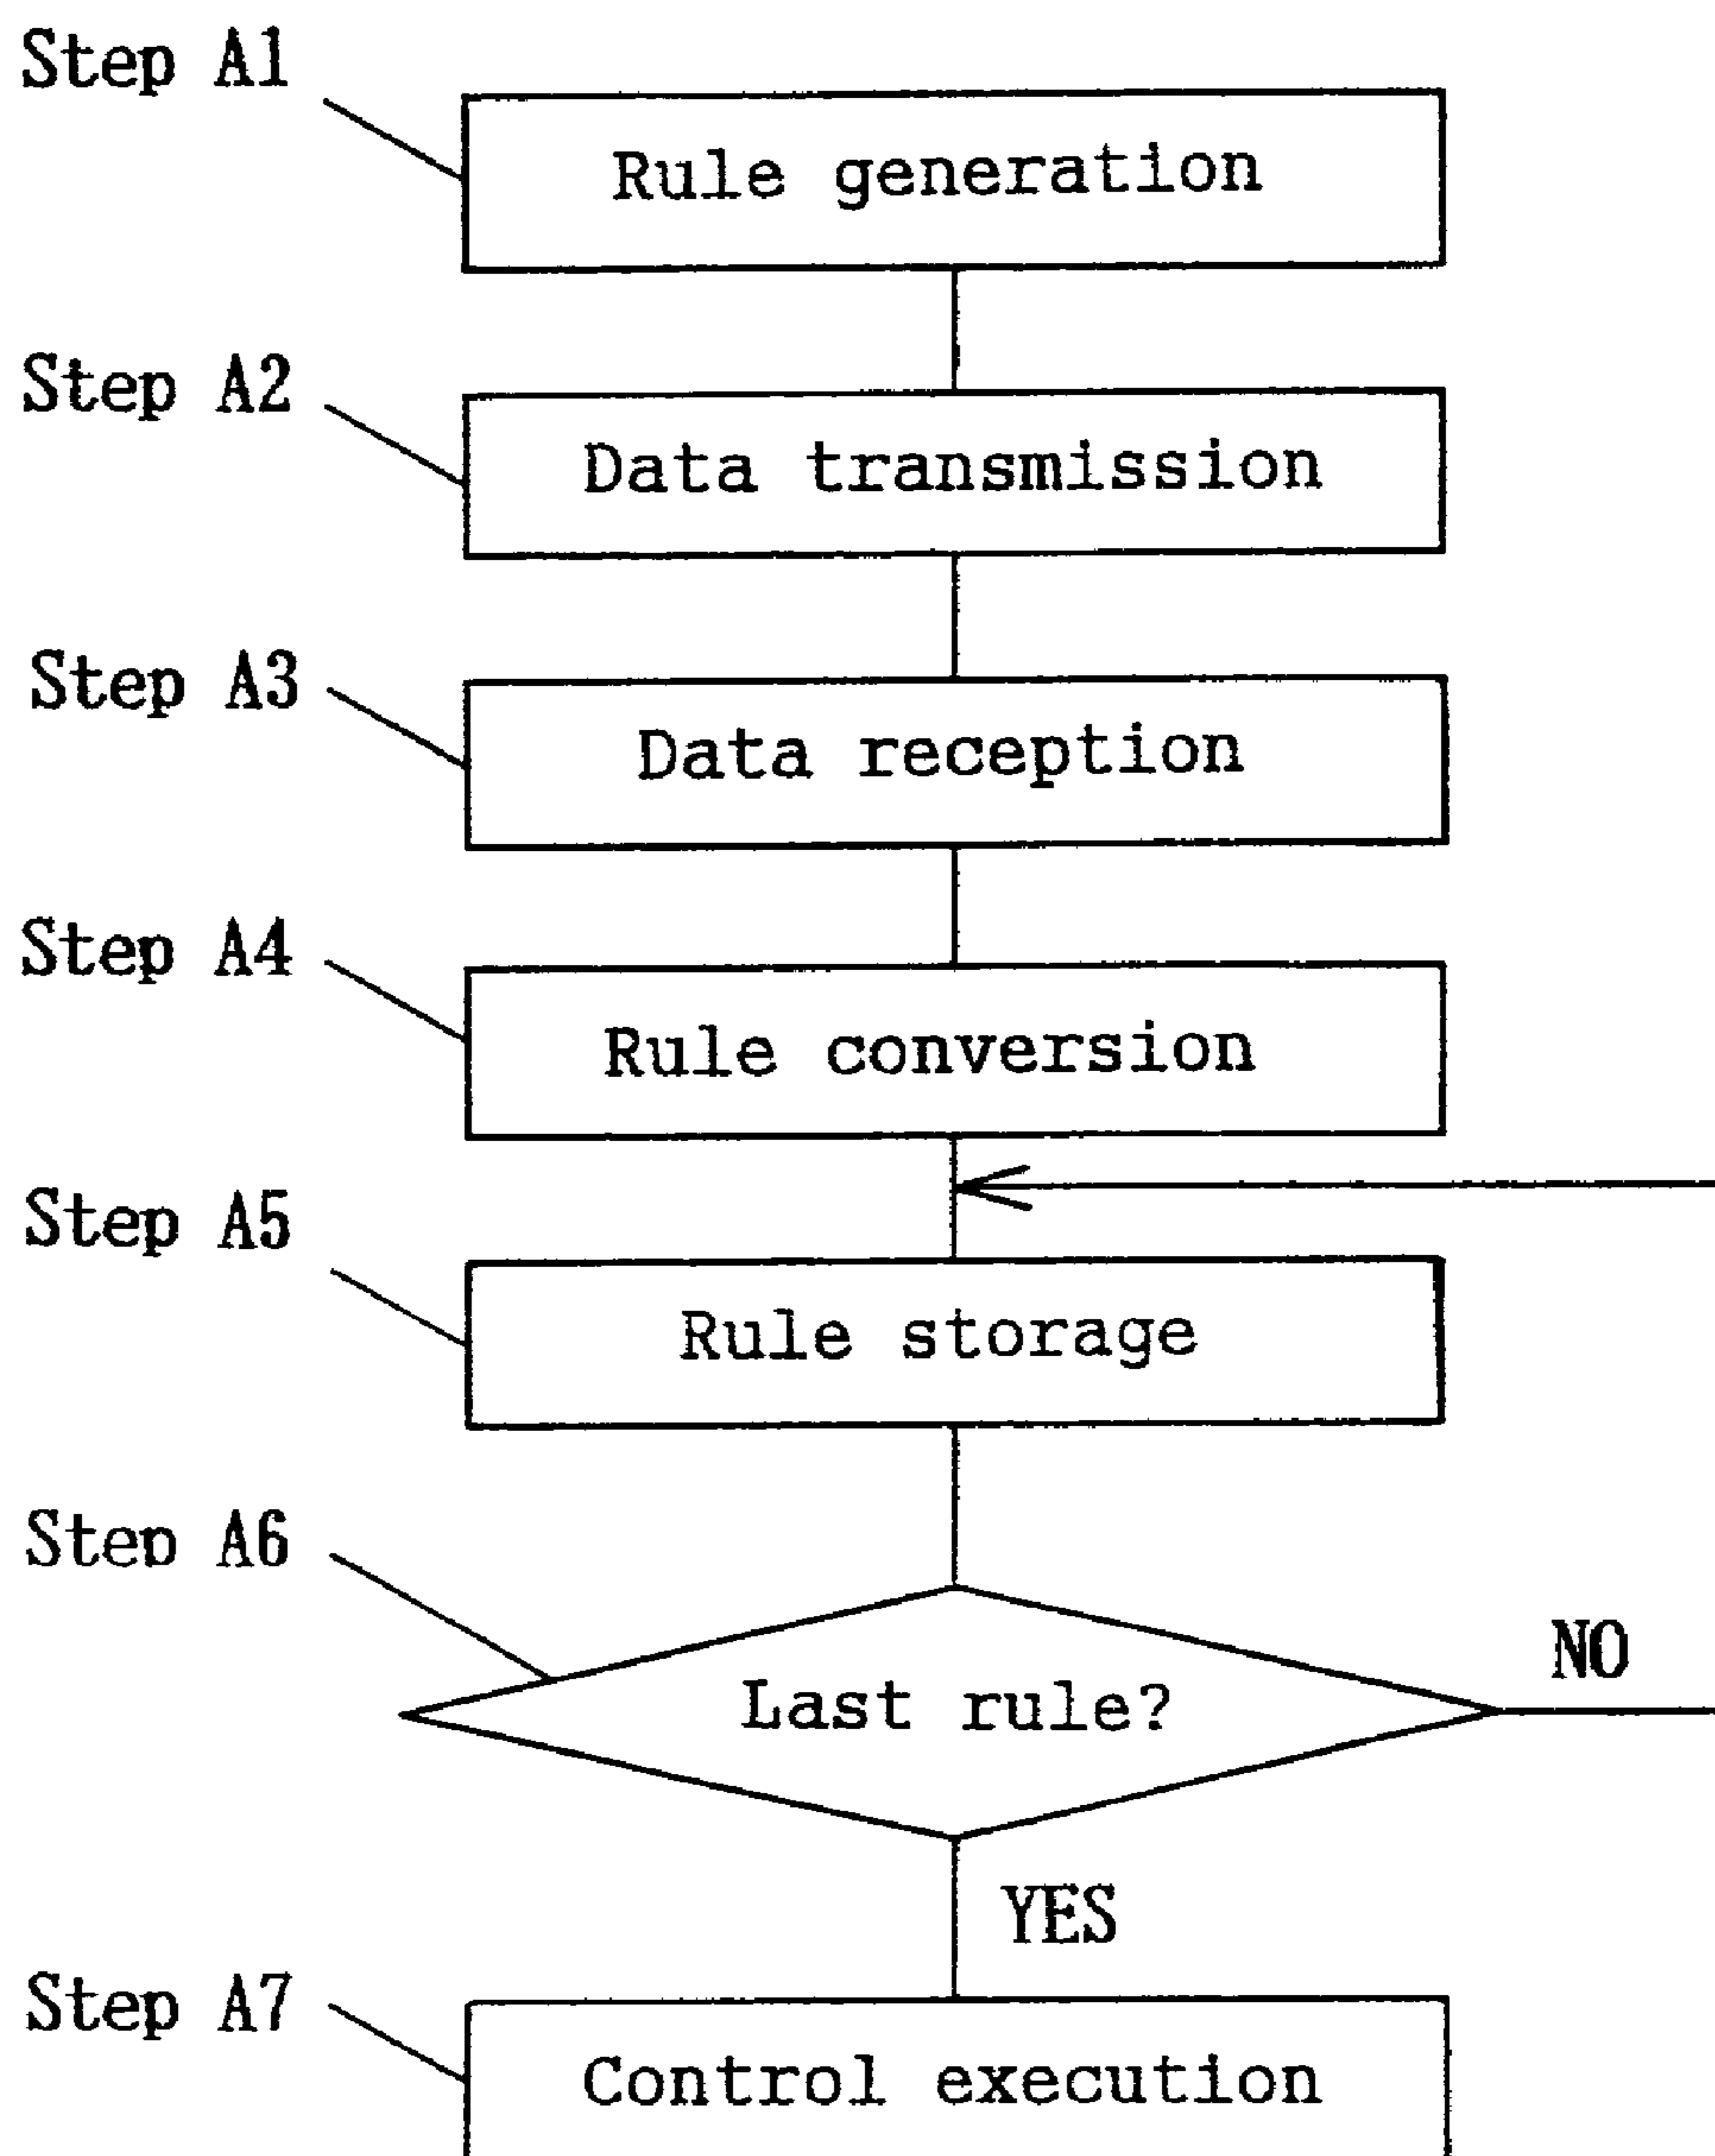 Step A1
Rule generation
Step A2
Data transmission
Step A3
Data reception
Step A4
Rule conversion
Step A5
Rule storage
Step A6
Last rule?
NO
YES
Step A7
Control execution